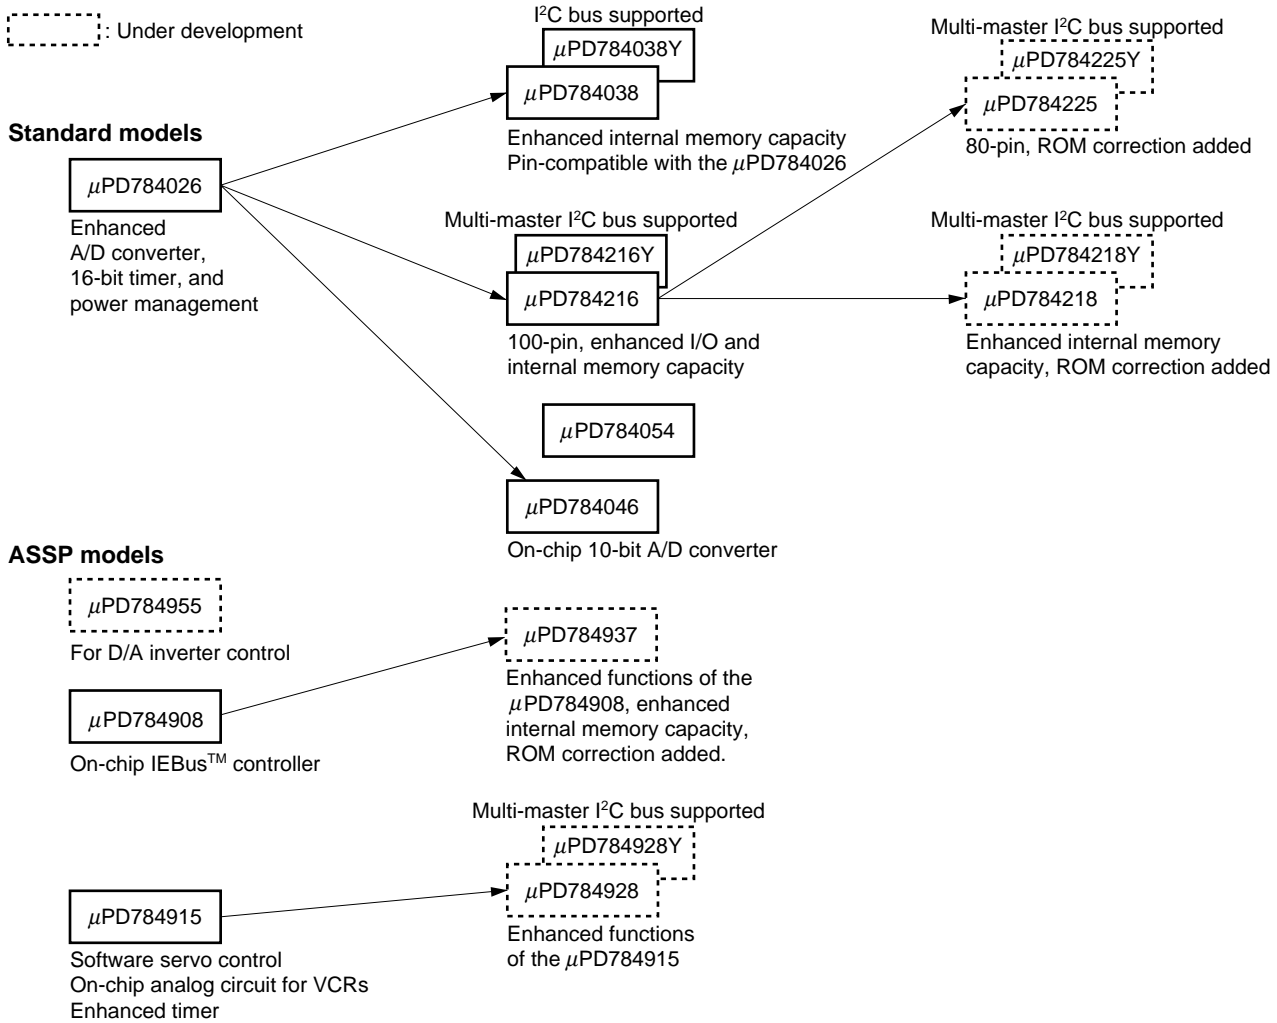 : Under development
Standard models
μPD784026
Enhanced
A/D converter,
16-bit timer, and
power management
I²C bus supported
μPD784038Y
μPD784038
Enhanced internal memory capacity
Pin-compatible with the μPD784026
Multi-master I²C bus supported
μPD784216Y
μPD784216
100-pin, enhanced I/O and
internal memory capacity
Multi-master I²C bus supported
μPD784225Y
μPD784225
80-pin, ROM correction added
Multi-master I²C bus supported
μPD784218Y
μPD784218
Enhanced internal memory
capacity, ROM correction added
μPD784054
μPD784046
On-chip 10-bit A/D converter
ASSP models
μPD784955
For D/A inverter control
μPD784908
On-chip IEBus™ controller
μPD784937
Enhanced functions of the
μPD784908, enhanced
internal memory capacity,
ROM correction added.
μPD784915
Software servo control
On-chip analog circuit for VCRs
Enhanced timer
Multi-master I²C bus supported
μPD784928Y
μPD784928
Enhanced functions
of the μPD784915